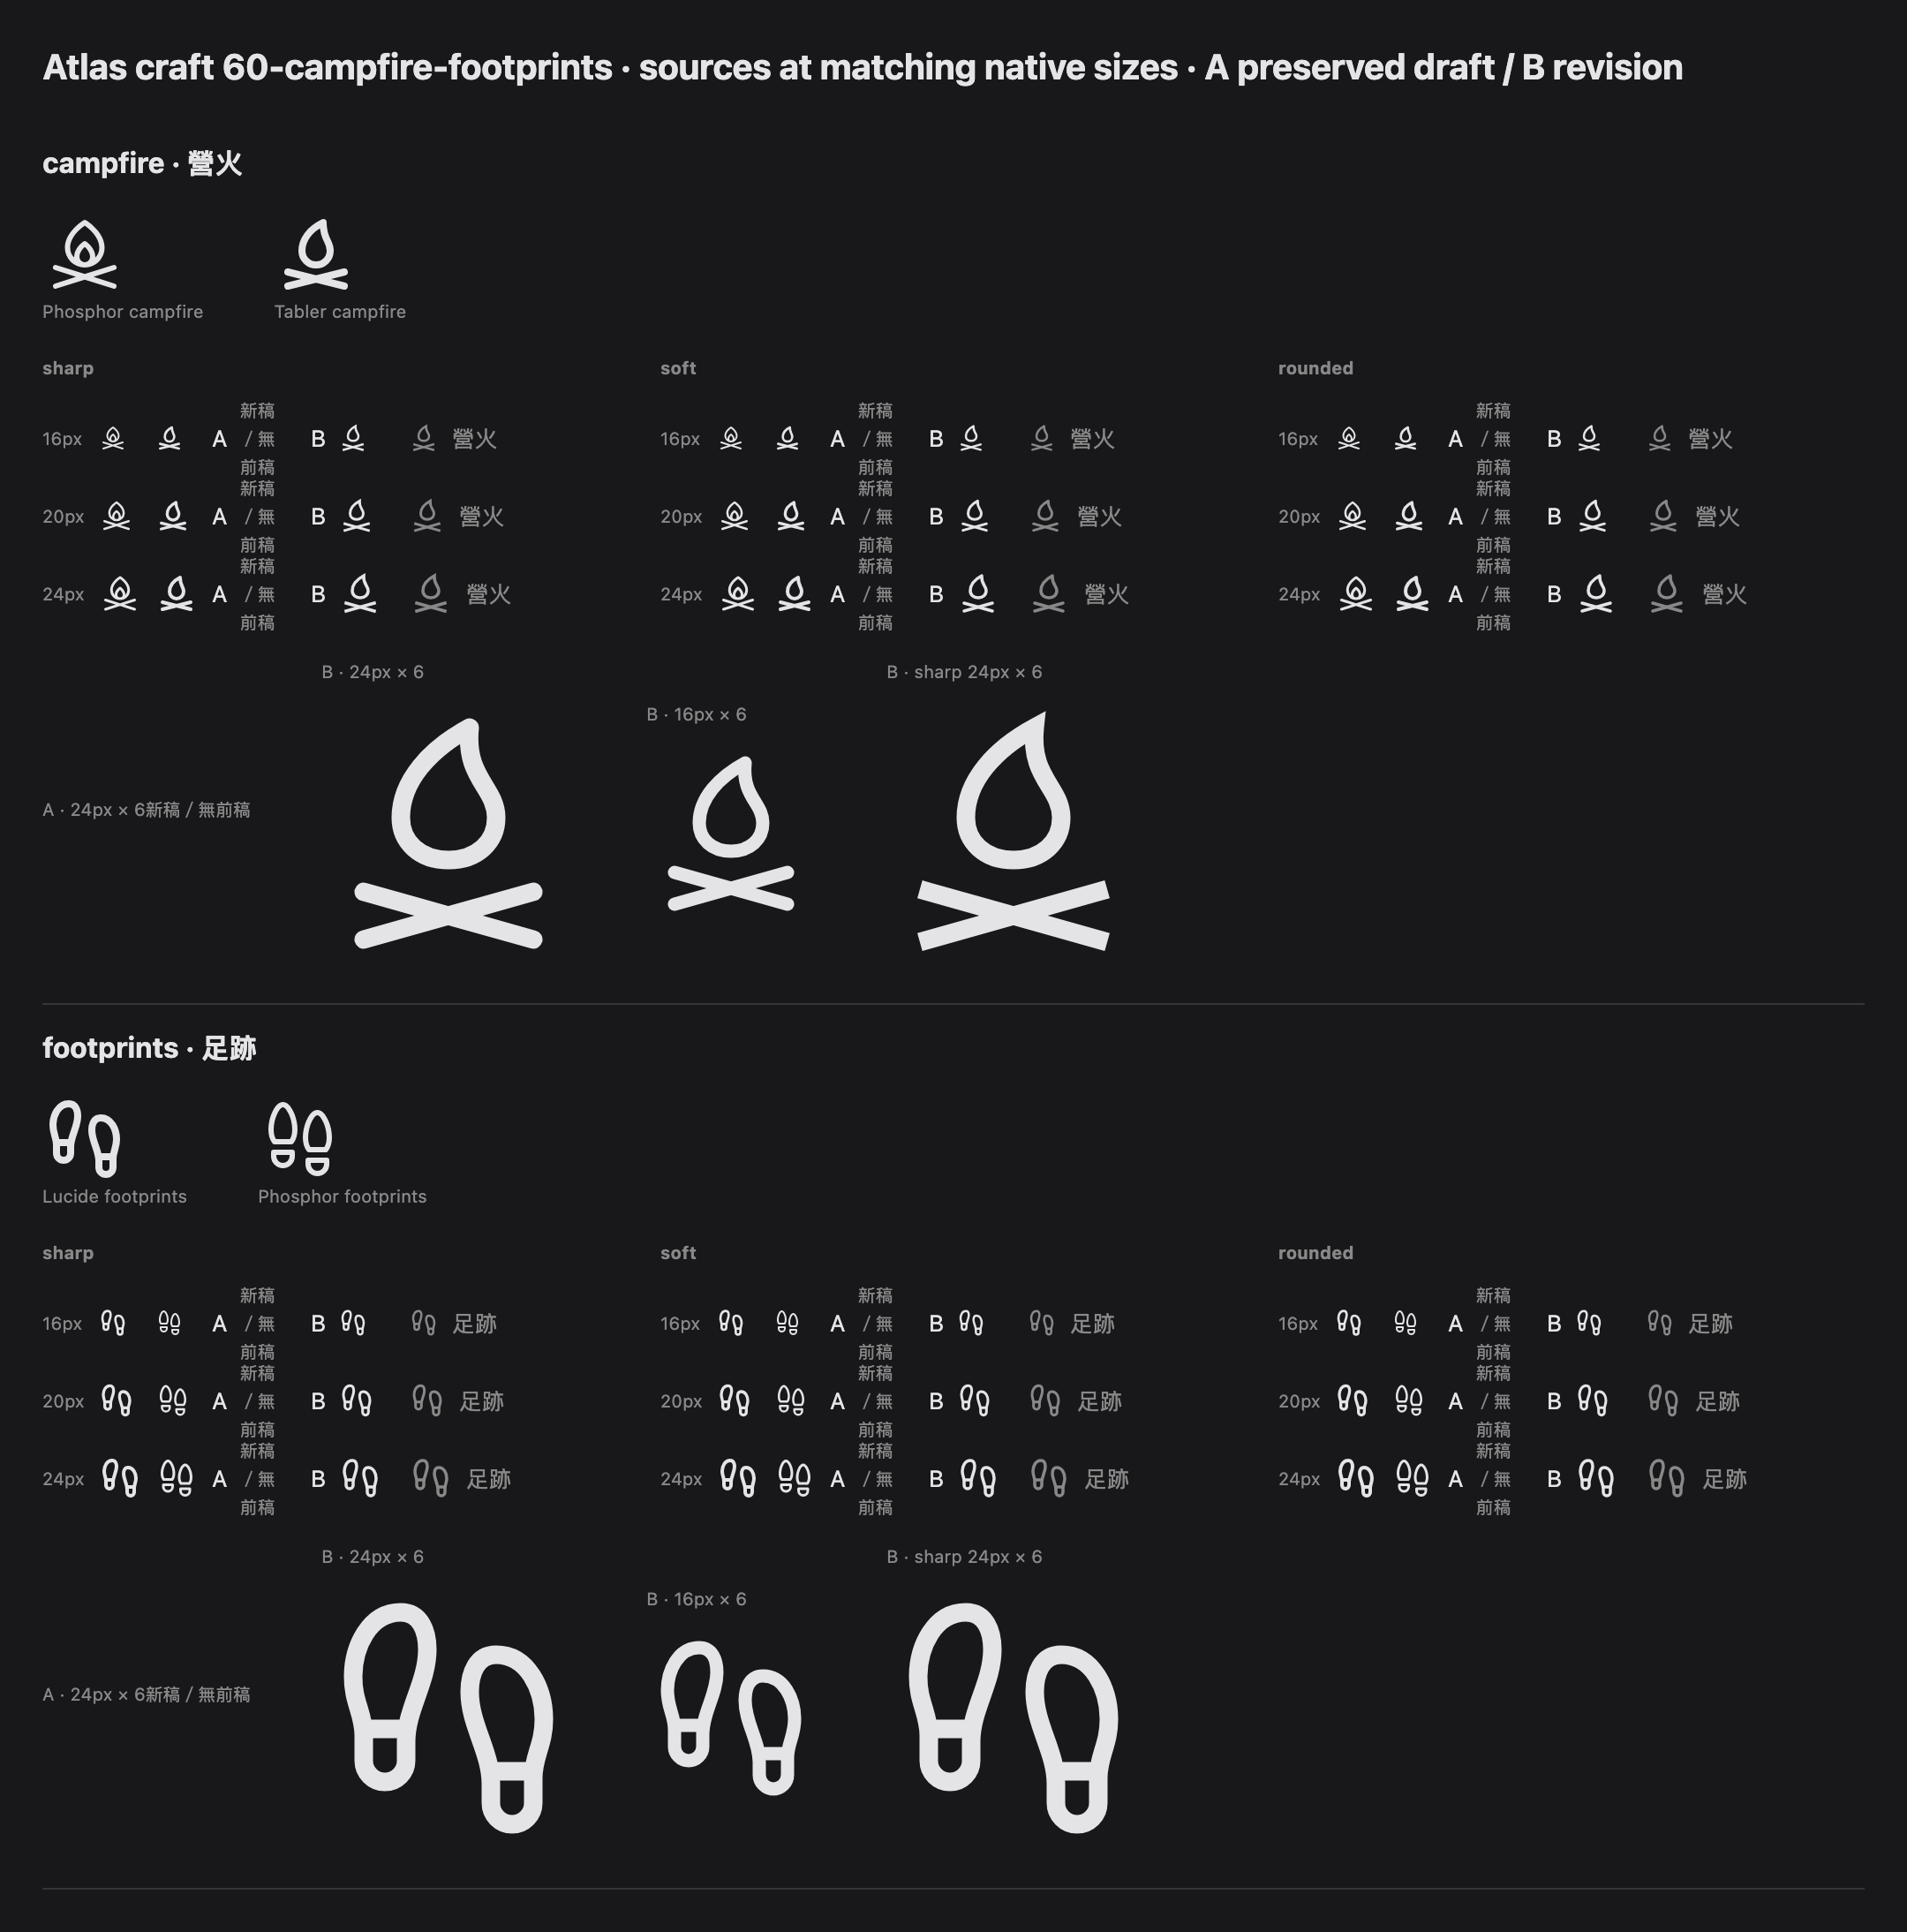 Atlas craft 60-campfire-footprints · sources at matching native sizes · A preserved draft / B revision
campfire · 營火
Phosphor campfire
Tabler campfire
sharp
soft
rounded
16px A 新稿 / 無前稿 B 營火
16px A 新稿 / 無前稿 B 營火
16px A 新稿 / 無前稿 B 營火
20px A 新稿 / 無前稿 B 營火
20px A 新稿 / 無前稿 B 營火
20px A 新稿 / 無前稿 B 營火
24px A 新稿 / 無前稿 B 營火
24px A 新稿 / 無前稿 B 營火
24px A 新稿 / 無前稿 B 營火
B · 24px × 6
B · sharp 24px × 6
B · 16px × 6
A · 24px × 6新稿 / 無前稿
footprints · 足跡
Lucide footprints
Phosphor footprints
sharp
soft
rounded
16px A 新稿 / 無前稿 B 足跡
16px A 新稿 / 無前稿 B 足跡
16px A 新稿 / 無前稿 B 足跡
20px A 新稿 / 無前稿 B 足跡
20px A 新稿 / 無前稿 B 足跡
20px A 新稿 / 無前稿 B 足跡
24px A 新稿 / 無前稿 B 足跡
24px A 新稿 / 無前稿 B 足跡
24px A 新稿 / 無前稿 B 足跡
B · 24px × 6
B · sharp 24px × 6
B · 16px × 6
A · 24px × 6新稿 / 無前稿